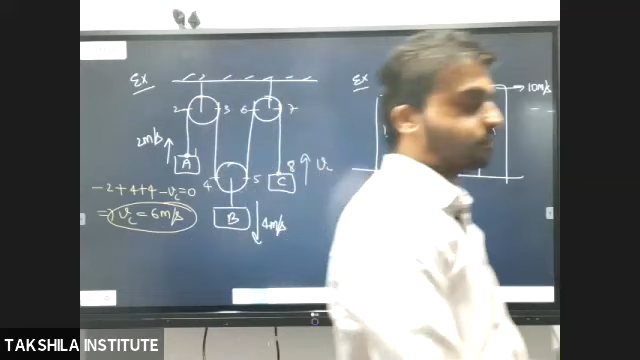 Ex
Ex
2
3
6
7
10m/s
2m/s
A
8
C
4
5
-2+4+4-v_c=0
⇒ v_c = 6m/s
B
4m/s
TAKSHILA INSTITUTE